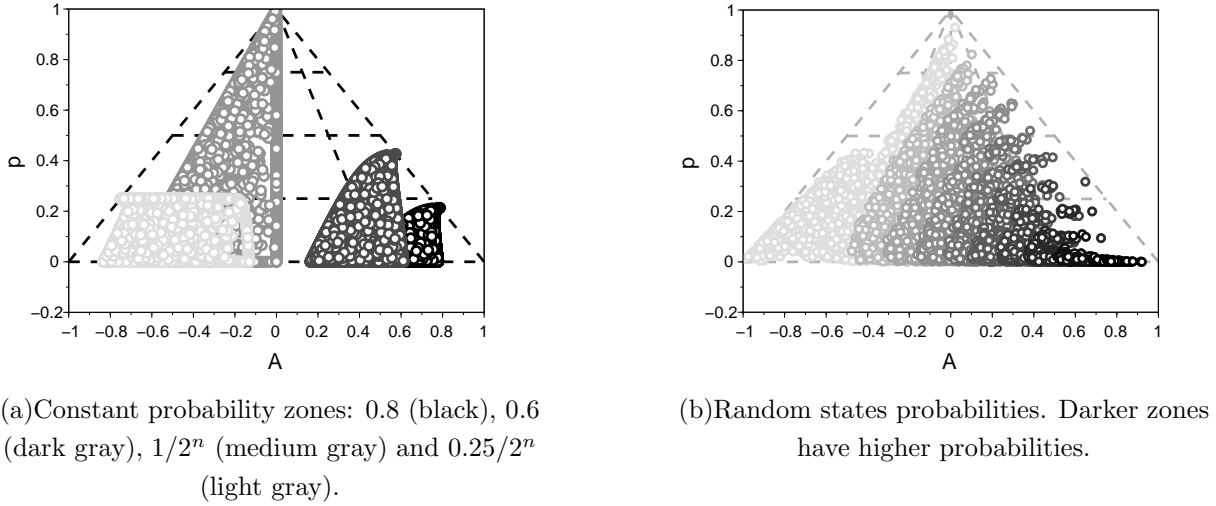 1
0.8
0.6
0.4
0.2
0
−0.2
p
−1 −0.8 −0.6 −0.4 −0.2 0 0.2 0.4 0.6 0.8 1
A
1
0.8
0.6
0.4
0.2
0
−0.2
p
−1 −0.8 −0.6 −0.4 −0.2 0 0.2 0.4 0.6 0.8 1
A
(a)Constant probability zones: 0.8 (black), 0.6
(dark gray), 1/2ⁿ (medium gray) and 0.25/2ⁿ
(light gray).
(b)Random states probabilities. Darker zones
have higher probabilities.